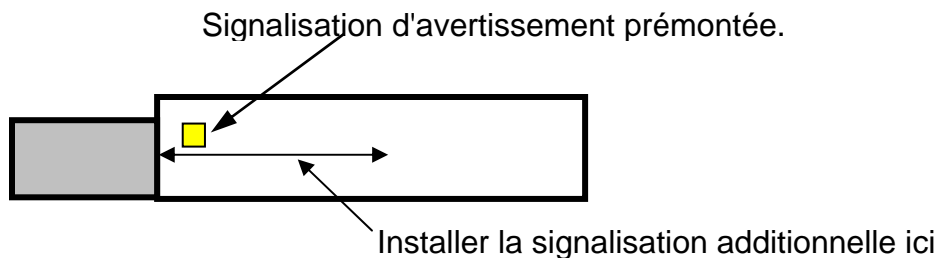 Signalisation d'avertissement prémontée.
Installer la signalisation additionnelle ici